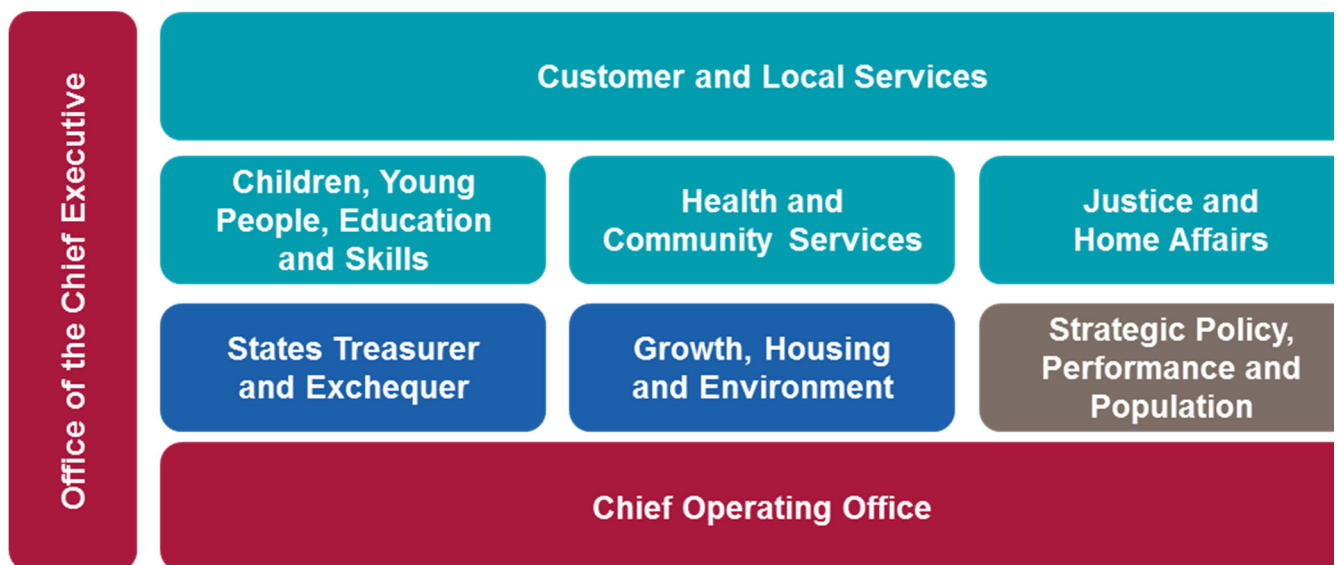 Office of the Chief Executive
Customer and Local Services
Children, Young
People, Education
and Skills
Health and
Community Services
Justice and
Home Affairs
States Treasurer
and Exchequer
Growth, Housing
and Environment
Strategic Policy,
Performance and
Population
Chief Operating Office